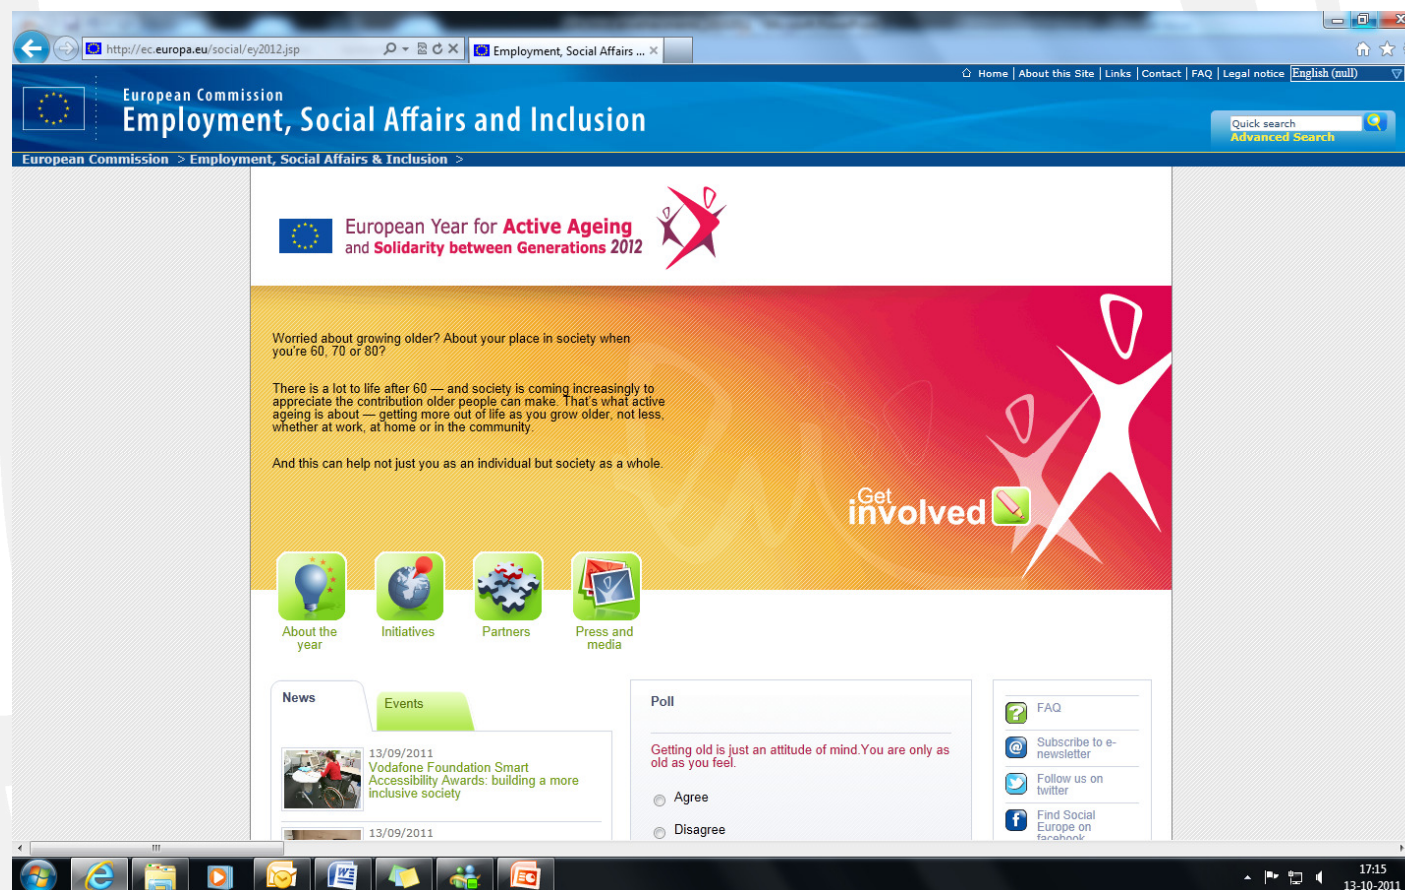 http://ec.europa.eu/social/ey2012.jsp
Employment, Social Affairs ...
Home | About this Site | Links | Contact | FAQ | Legal notice English (null)
European Commission
Employment, Social Affairs and Inclusion
Quick search
Advanced Search
European Commission > Employment, Social Affairs & Inclusion >
European Year for Active Ageing
and Solidarity between Generations 2012
Worried about growing older? About your place in society when
you're 60, 70 or 80?
There is a lot to life after 60 — and society is coming increasingly to
appreciate the contribution older people can make. That's what active
ageing is about — getting more out of life as you grow older, not less,
whether at work, at home or in the community.
And this can help not just you as an individual but society as a whole.
Get
involved
About the
year
Initiatives
Partners
Press and
media
News
Events
13/09/2011
Vodafone Foundation Smart
Accessibility Awards: building a more
inclusive society
13/09/2011
Poll
Getting old is just an attitude of mind.You are only as
old as you feel.
Agree
Disagree
FAQ
Subscribe to e-
newsletter
Follow us on
twitter
Find Social
Europe on
facebook
17:15
13-10-2011